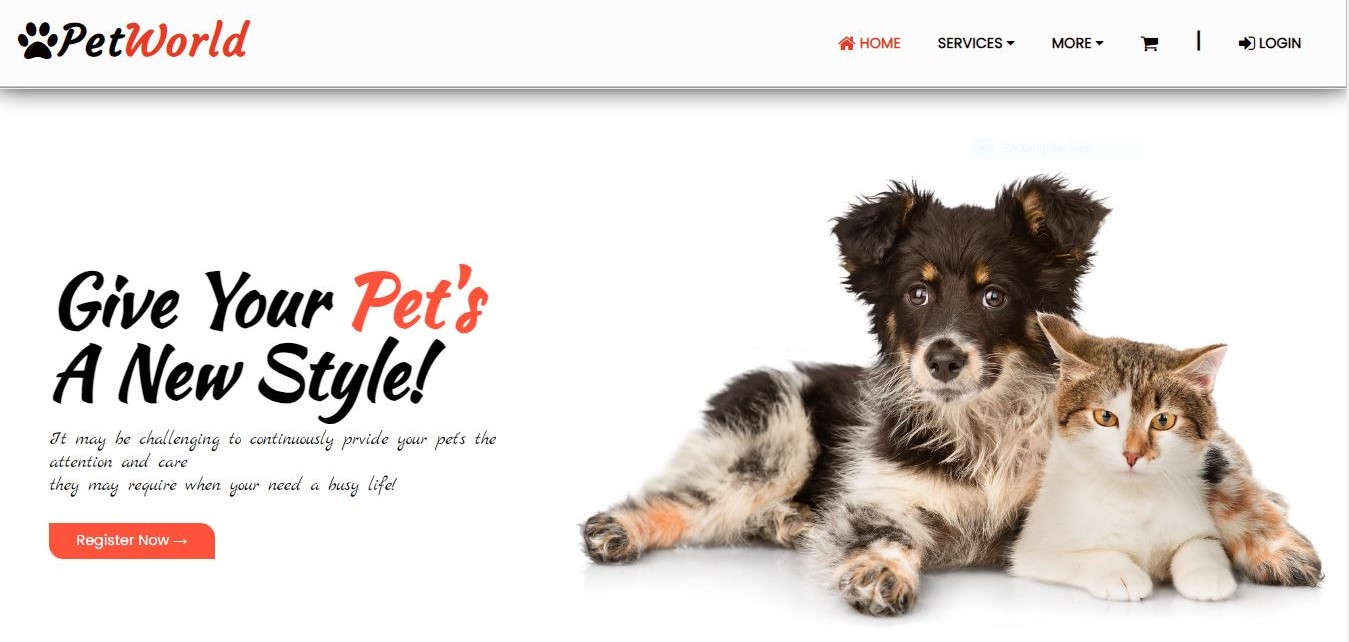 PetWorld
HOME SERVICES MORE | LOGIN
Give Your Pet's
A New Style!
It may be challenging to continuously prvide your pet's the
attention and care
they may require when your need a busy life!
Register Now →